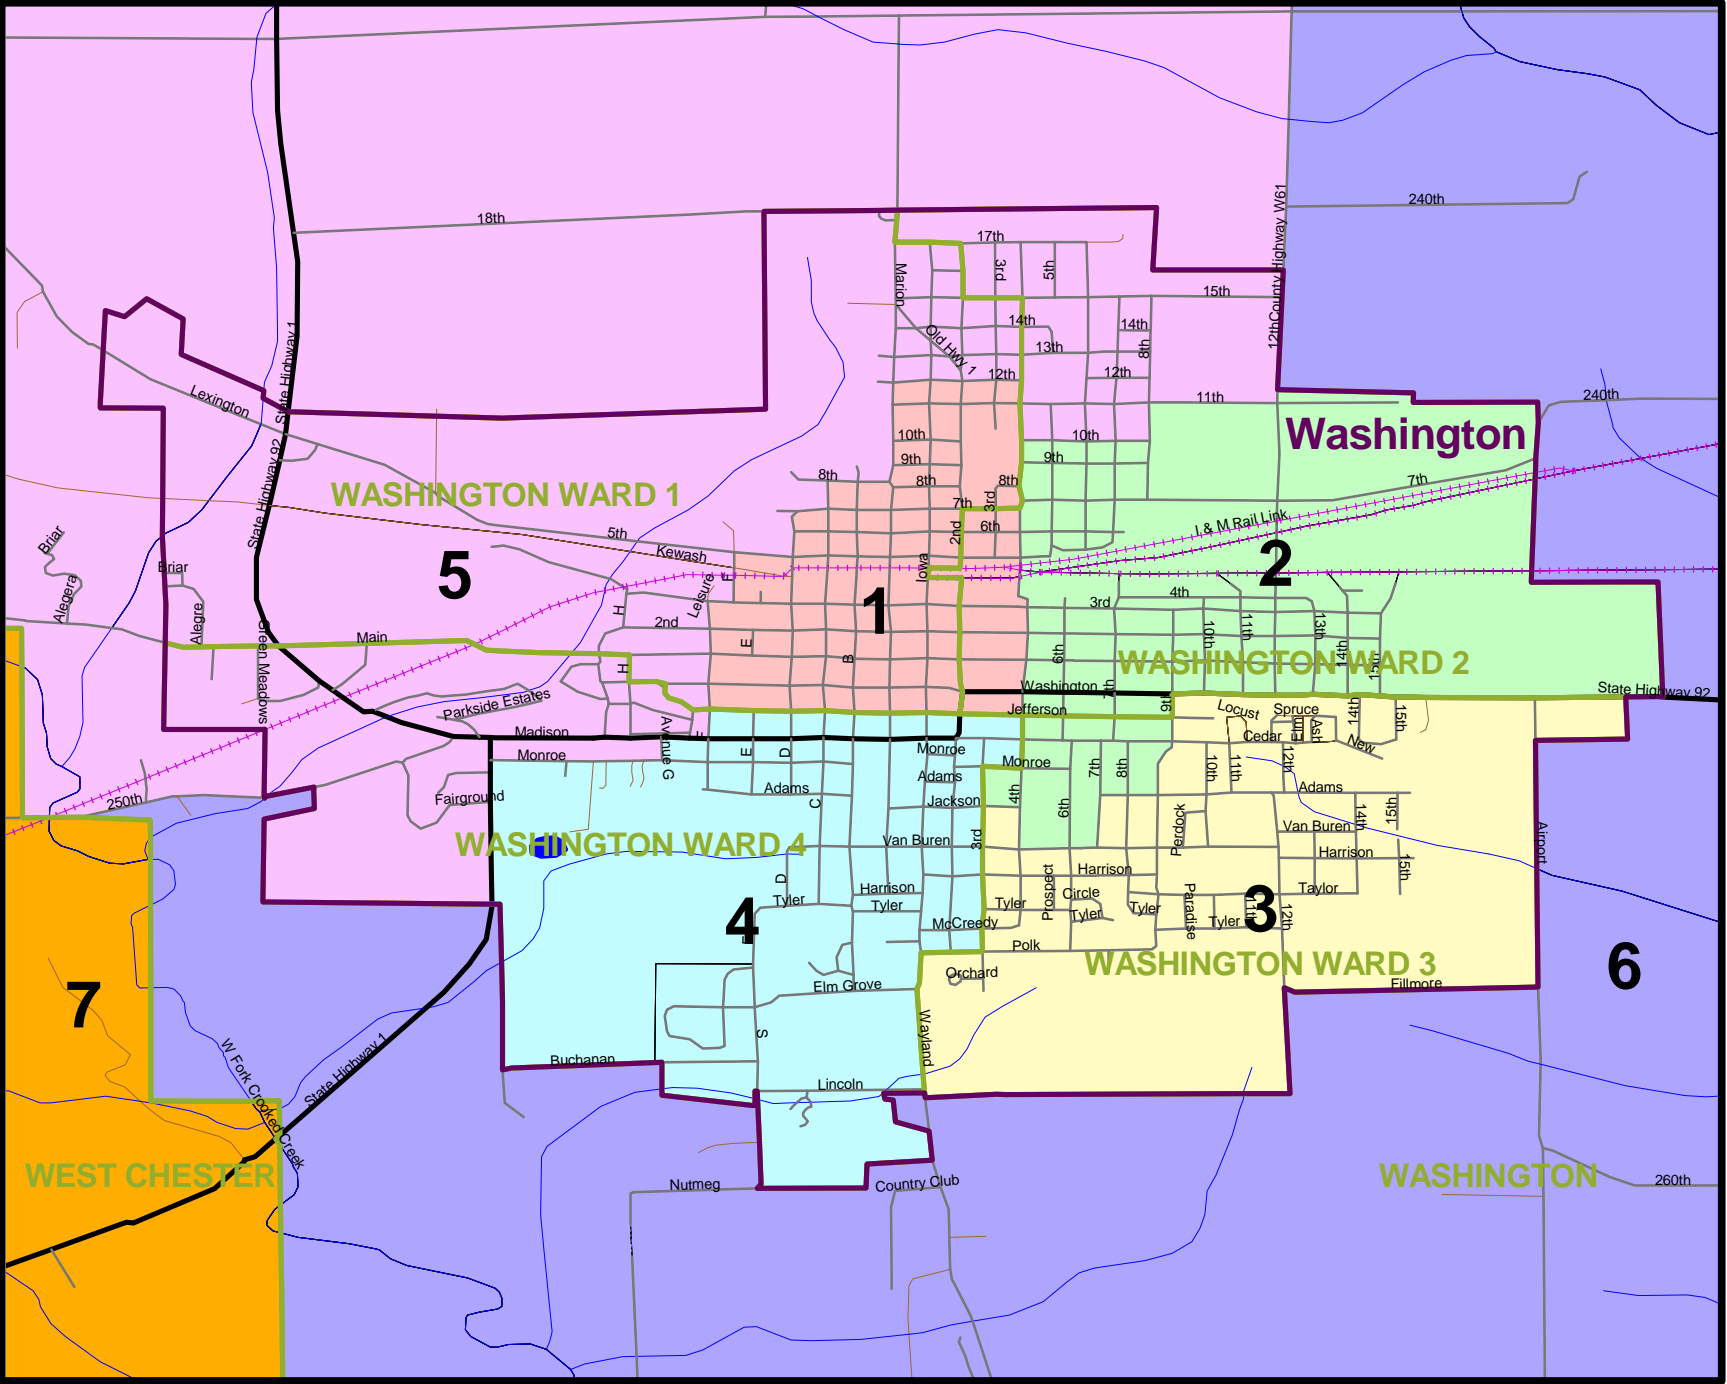 18th
17th
240th
County Highway W61
12th
Marion
3rd
5th
15th
Old Hwy 1
14th
14th
13th
8th
12th
12th
State Highway 1
Lexington
11th
240th
Washington
10th
10th
9th
9th
State Highway 92
8th
8th
8th
7th
7th
3rd
WASHINGTON WARD 1
2nd
6th
I & M Rail Link
5th
Kewash
Briar
Briar
Alegera
Alegre
5
Leisure
F
Iowa
1
2
4th
3rd
H
2nd
E
B
10th
11th
13th
14th
15th
6th
Green Meadows
Main
H
WASHINGTON WARD 2
Washington
7th
9th
State Highway 92
Parkside Estates
Jefferson
Locust
Spruce
14th
15th
Madison
Avenue G
F
E
D
Monroe
Monroe
Monroe
Cedar
Elm
Ash
New
Adams
Adams
7th
8th
10th
11th
12th
Adams
250th
Fairground
C
Jackson
4th
6th
14th
15th
WASHINGTON WARD 4
Van Buren
3rd
Perdock
Van Buren
Airport
Harrison
15th
D
Harrison
Harrison
Prospect
Circle
Taylor
Tyler
Tyler
Tyler
Tyler
Tyler
Paradise
Tyler
11th
3
12th
4
McCreedy
Polk
WASHINGTON WARD 3
6
Orchard
7
Elm Grove
Fillmore
W Fork Crooked Creek
State Highway 1
S
Wayland
Buchanan
Lincoln
WEST CHESTER
WASHINGTON
Nutmeg
Country Club
260th